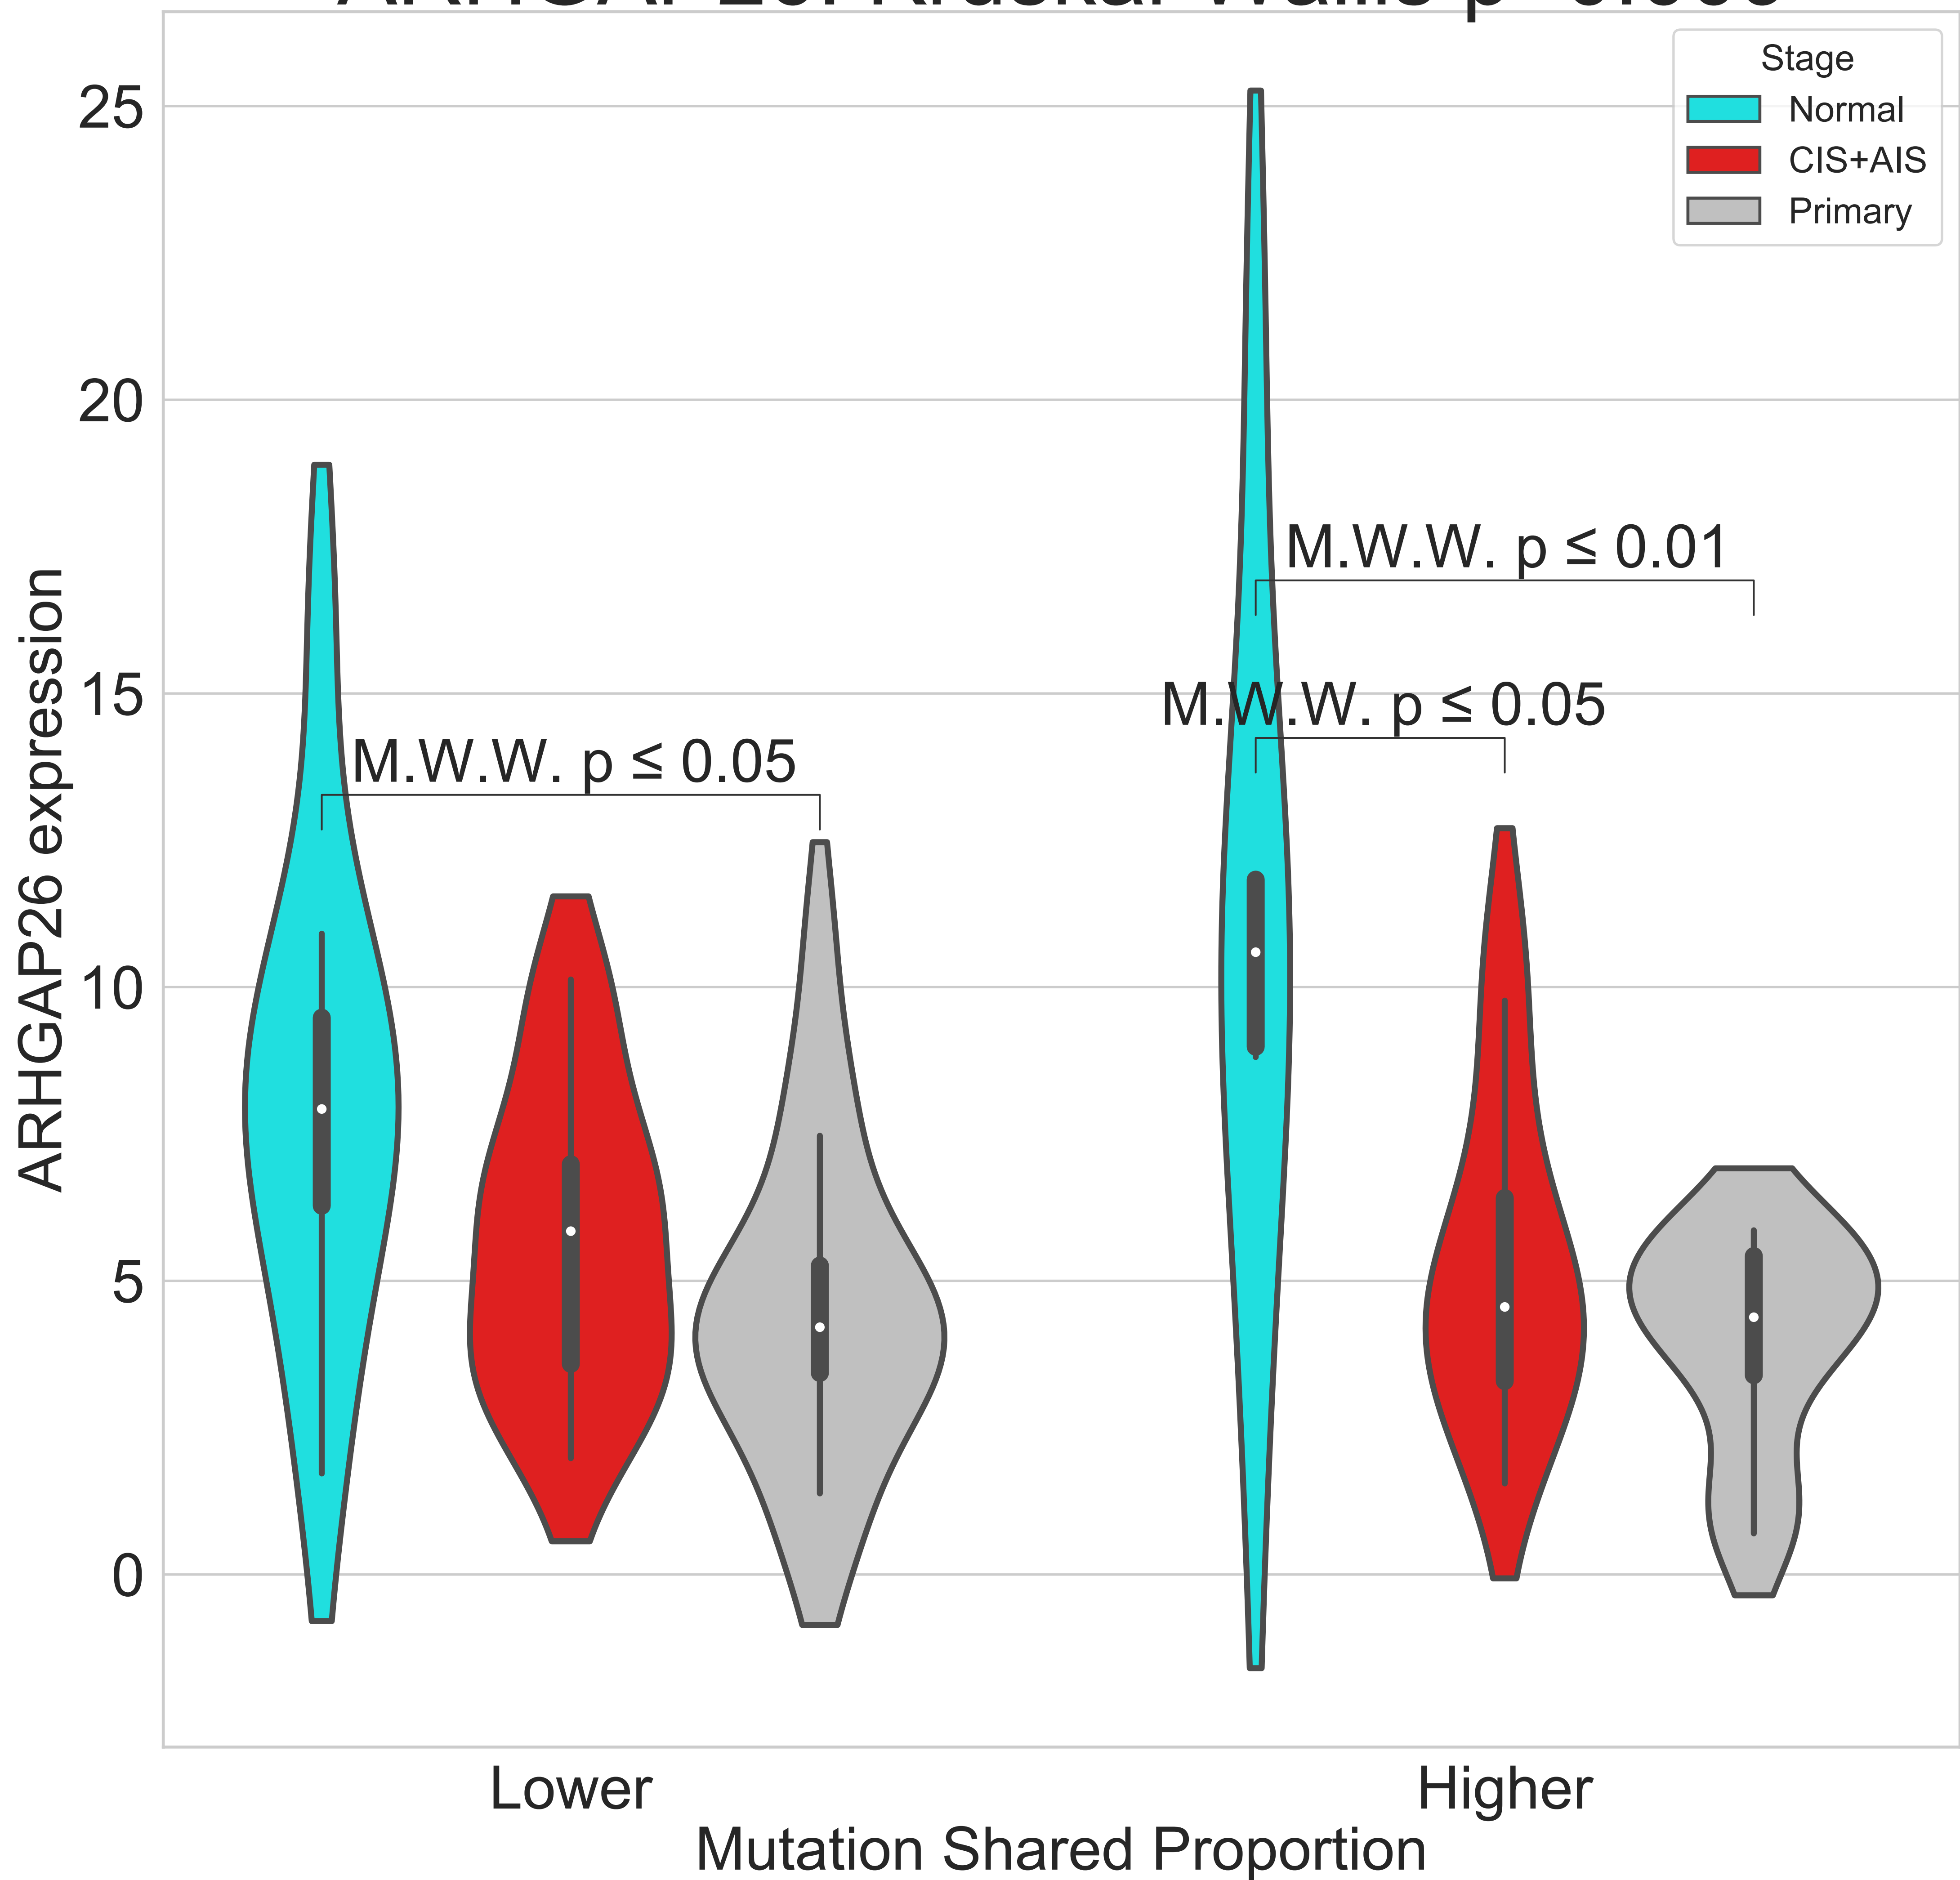 Stage
Normal
CIS+AIS
Primary
25
20
15
10
5
0
ARHGAP26 expression
M.W.W. p ≤ 0.01
M.W.W. p ≤ 0.05
M.W.W. p ≤ 0.05
Lower
Higher
Mutation Shared Proportion